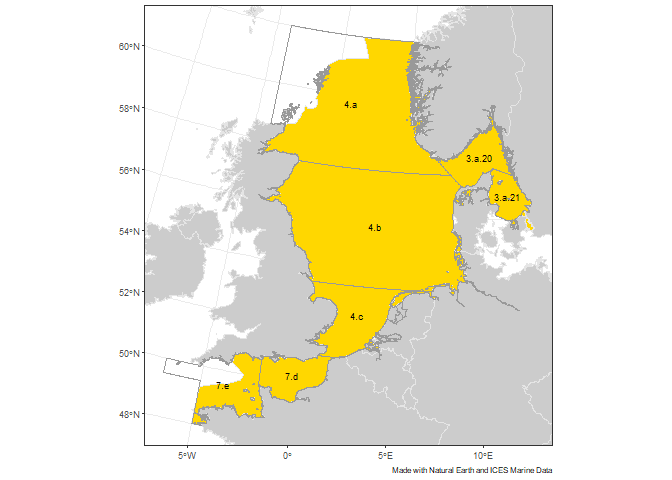 60°N
58°N
56°N
54°N
52°N
50°N
48°N
4.a
3.a.20
3.a.21
4.b
4.c
7.d
7.e
5°W
0°
5°E
10°E
Made with Natural Earth and ICES Marine Data